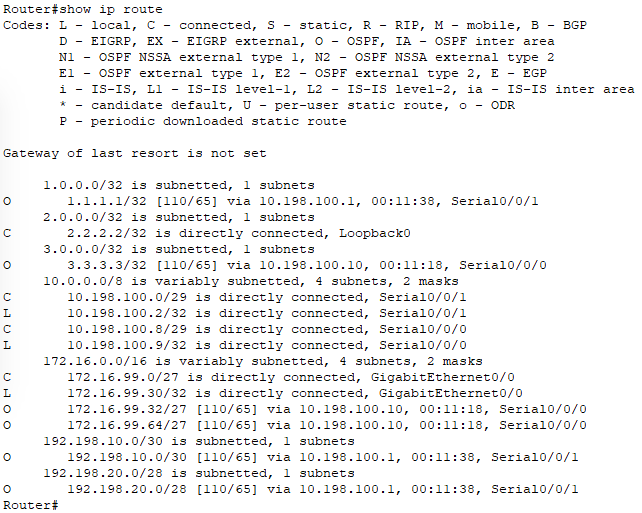 Router#show ip route
Codes: L - local, C - connected, S - static, R - RIP, M - mobile, B - BGP
       D - EIGRP, EX - EIGRP external, O - OSPF, IA - OSPF inter area
       N1 - OSPF NSSA external type 1, N2 - OSPF NSSA external type 2
       E1 - OSPF external type 1, E2 - OSPF external type 2, E - EGP
       i - IS-IS, L1 - IS-IS level-1, L2 - IS-IS level-2, ia - IS-IS inter area
       * - candidate default, U - per-user static route, o - ODR
       P - periodic downloaded static route

Gateway of last resort is not set

     1.0.0.0/32 is subnetted, 1 subnets
O       1.1.1.1/32 [110/65] via 10.198.100.1, 00:11:38, Serial0/0/1
     2.0.0.0/32 is subnetted, 1 subnets
C       2.2.2.2/32 is directly connected, Loopback0
     3.0.0.0/32 is subnetted, 1 subnets
O       3.3.3.3/32 [110/65] via 10.198.100.10, 00:11:18, Serial0/0/0
     10.0.0.0/8 is variably subnetted, 4 subnets, 2 masks
C       10.198.100.0/29 is directly connected, Serial0/0/1
L       10.198.100.2/32 is directly connected, Serial0/0/1
C       10.198.100.8/29 is directly connected, Serial0/0/0
L       10.198.100.9/32 is directly connected, Serial0/0/0
     172.16.0.0/16 is variably subnetted, 4 subnets, 2 masks
C       172.16.99.0/27 is directly connected, GigabitEthernet0/0
L       172.16.99.30/32 is directly connected, GigabitEthernet0/0
O       172.16.99.32/27 [110/65] via 10.198.100.10, 00:11:18, Serial0/0/0
O       172.16.99.64/27 [110/65] via 10.198.100.10, 00:11:18, Serial0/0/0
     192.198.10.0/30 is subnetted, 1 subnets
O       192.198.10.0/30 [110/65] via 10.198.100.1, 00:11:38, Serial0/0/1
     192.198.20.0/28 is subnetted, 1 subnets
O       192.198.20.0/28 [110/65] via 10.198.100.1, 00:11:38, Serial0/0/1
Router#